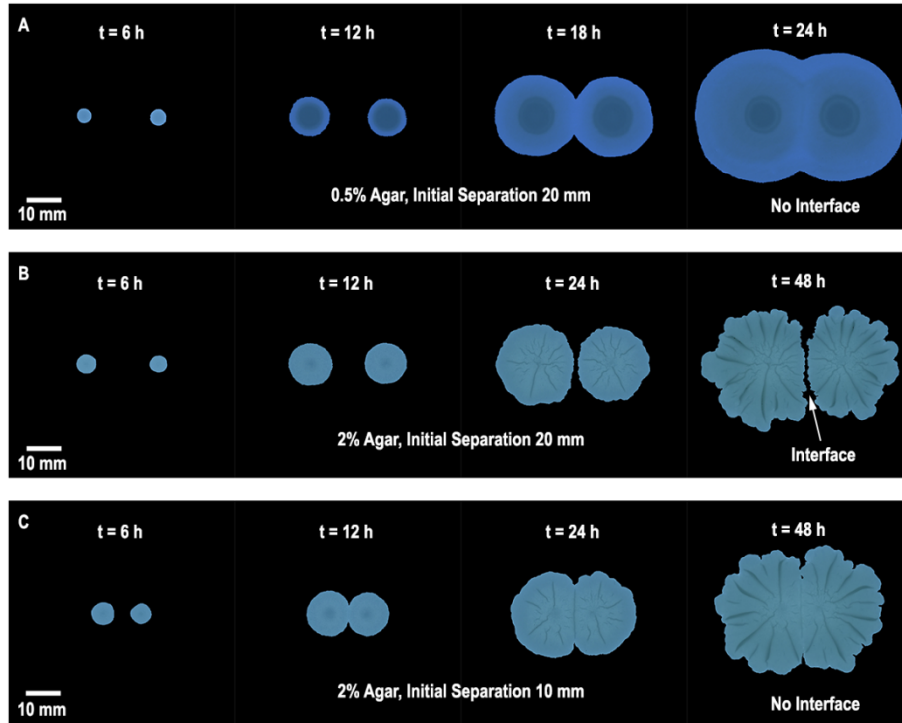 A
t = 6 h
t = 12 h
t = 18 h
t = 24 h
10 mm
0.5% Agar, Initial Separation 20 mm
No Interface
B
t = 6 h
t = 12 h
t = 24 h
t = 48 h
10 mm
2% Agar, Initial Separation 20 mm
Interface
C
t = 6 h
t = 12 h
t = 24 h
t = 48 h
10 mm
2% Agar, Initial Separation 10 mm
No Interface